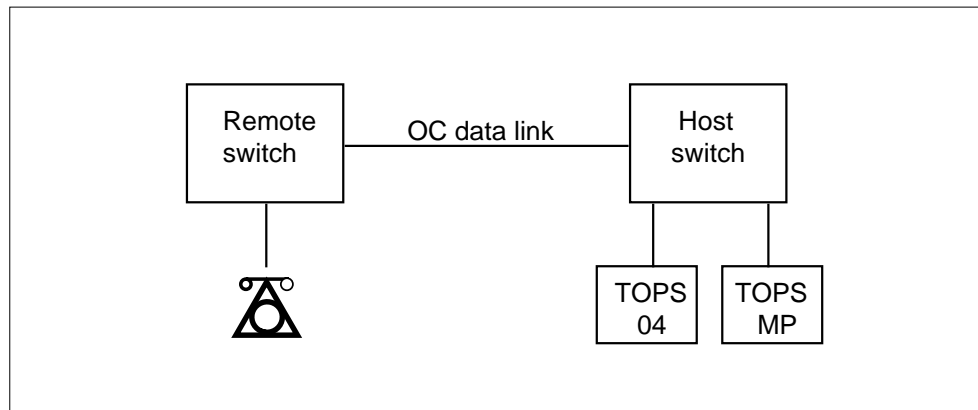 Remote
switch
OC data link
Host
switch
TOPS
04
TOPS
MP